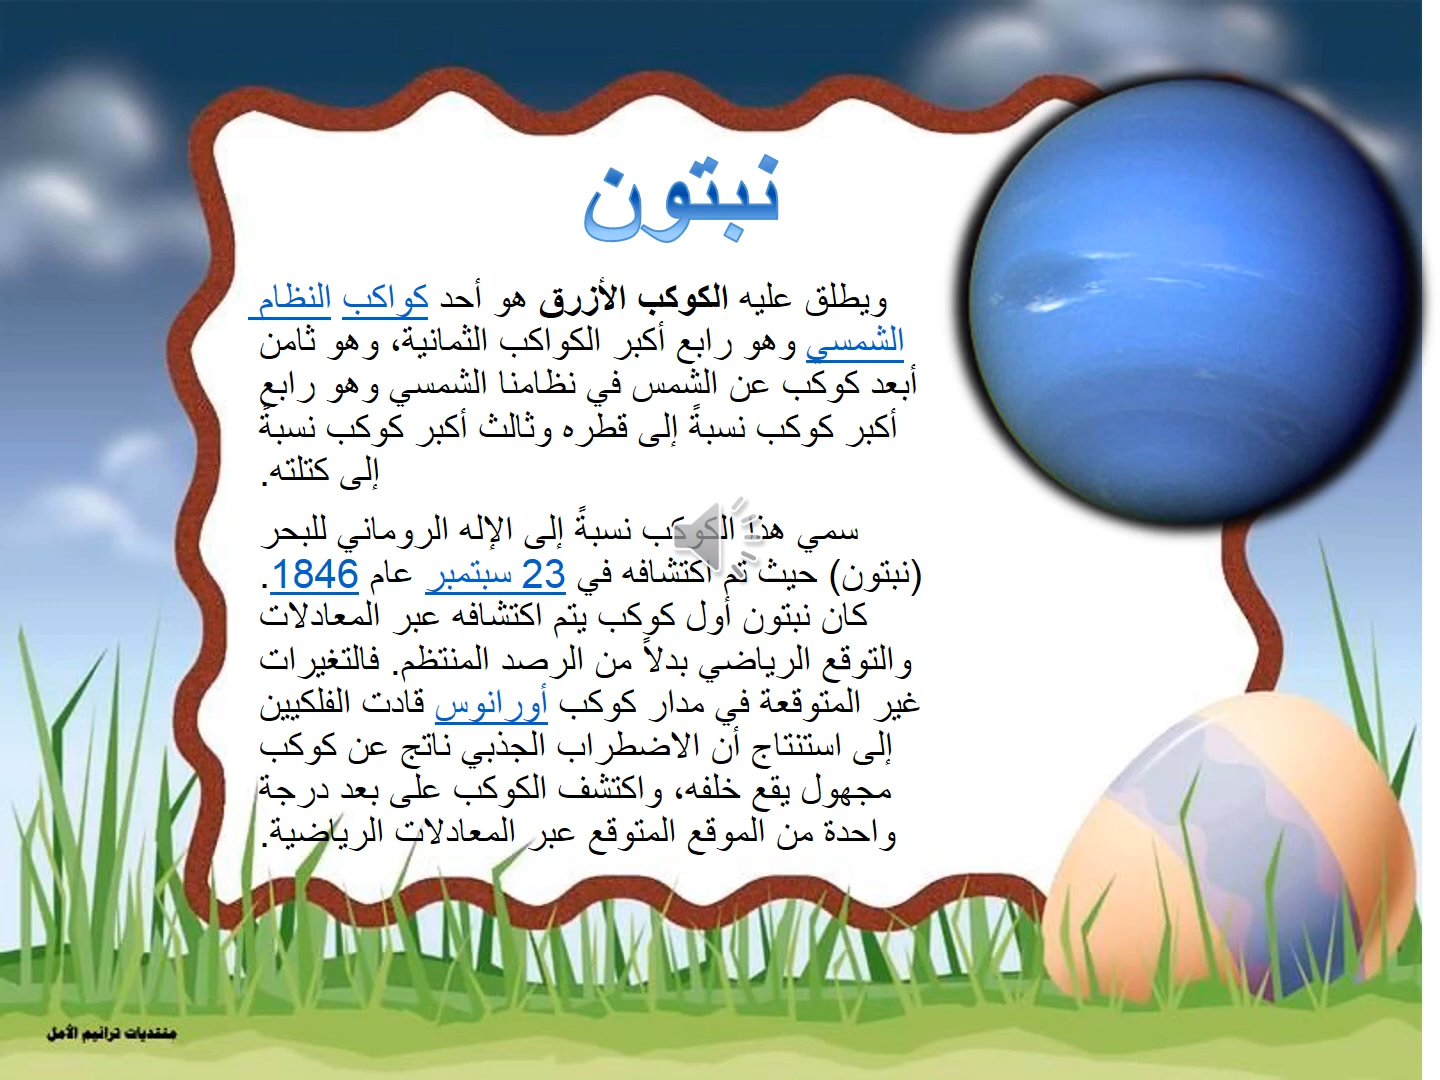 نبتون
ويطلق عليه الكوكب الأزرق هو أحد كواكب النظام
الشمسي وهو رابع أكبر الكواكب الثمانية، وهو ثامن
أبعد كوكب عن الشمس في نظامنا الشمسي وهو رابع
أكبر كوكب نسبةً إلى قطره وثالث أكبر كوكب نسبةً
إلى كتلته.
سمي هذا الكوكب نسبةً إلى الإله الروماني للبحر
(نبتون) حيث تم اكتشافه في 23 سبتمبر عام 1846.
كان نبتون أول كوكب يتم اكتشافه عبر المعادلات
والتوقع الرياضي بدلاً من الرصد المنتظم. فالتغيرات
غير المتوقعة في مدار كوكب أورانوس قادت الفلكيين
إلى استنتاج أن الاضطراب الجذبي ناتج عن كوكب
مجهول يقع خلفه، واكتشف الكوكب على بعد درجة
واحدة من الموقع المتوقع عبر المعادلات الرياضية.
منتديات ترانيم الأمل